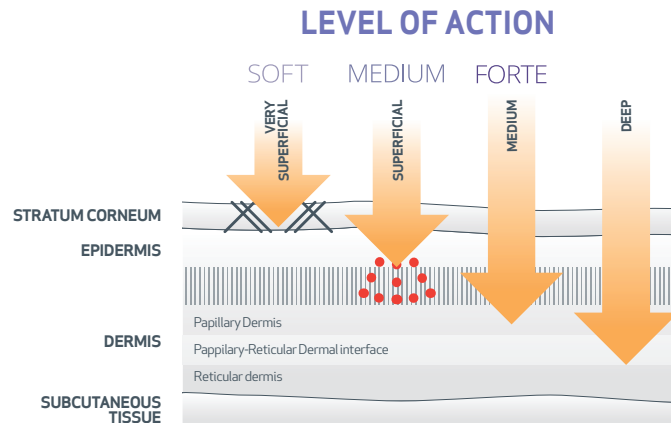 LEVEL OF ACTION
SOFT
MEDIUM
FORTE
VERY
SUPERFICIAL
SUPERFICIAL
MEDIUM
DEEP
STRATUM CORNEUM
EPIDERMIS
Papillary Dermis
DERMIS
Pappilary-Reticular Dermal interface
Reticular dermis
SUBCUTANEOUS
TISSUE